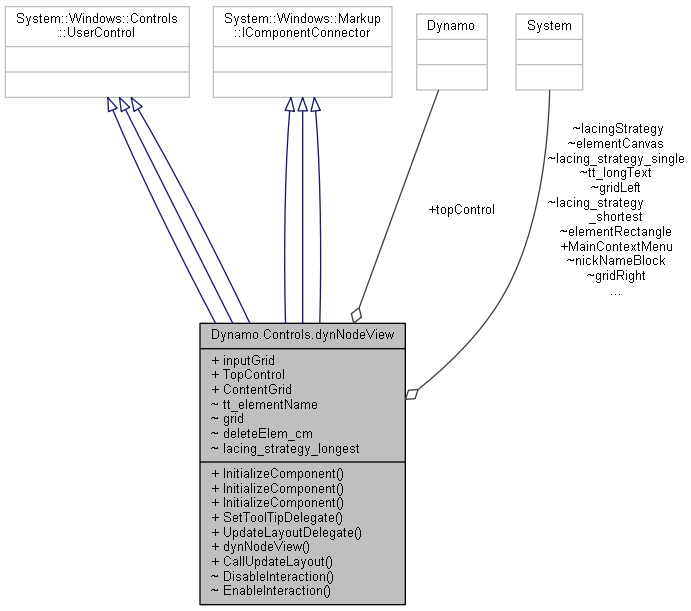 System::Windows::Controls
::UserControl
System::Windows::Markup
::IComponentConnector
Dynamo
System
~lacingStrategy
~elementCanvas
~lacing_strategy_single
~tt_longText
~gridLeft
~lacing_strategy
_shortest
~elementRectangle
+MainContextMenu
~nickNameBlock
~gridRight
...
+topControl
Dynamo.Controls.dynNodeView
+ inputGrid
+ TopControl
+ ContentGrid
~ tt_elementName
~ grid
~ deleteElem_cm
~ lacing_strategy_longest
+ InitializeComponent()
+ InitializeComponent()
+ InitializeComponent()
+ SetToolTipDelegate()
+ UpdateLayoutDelegate()
+ dynNodeView()
+ CallUpdateLayout()
~ DisableInteraction()
~ EnableInteraction()